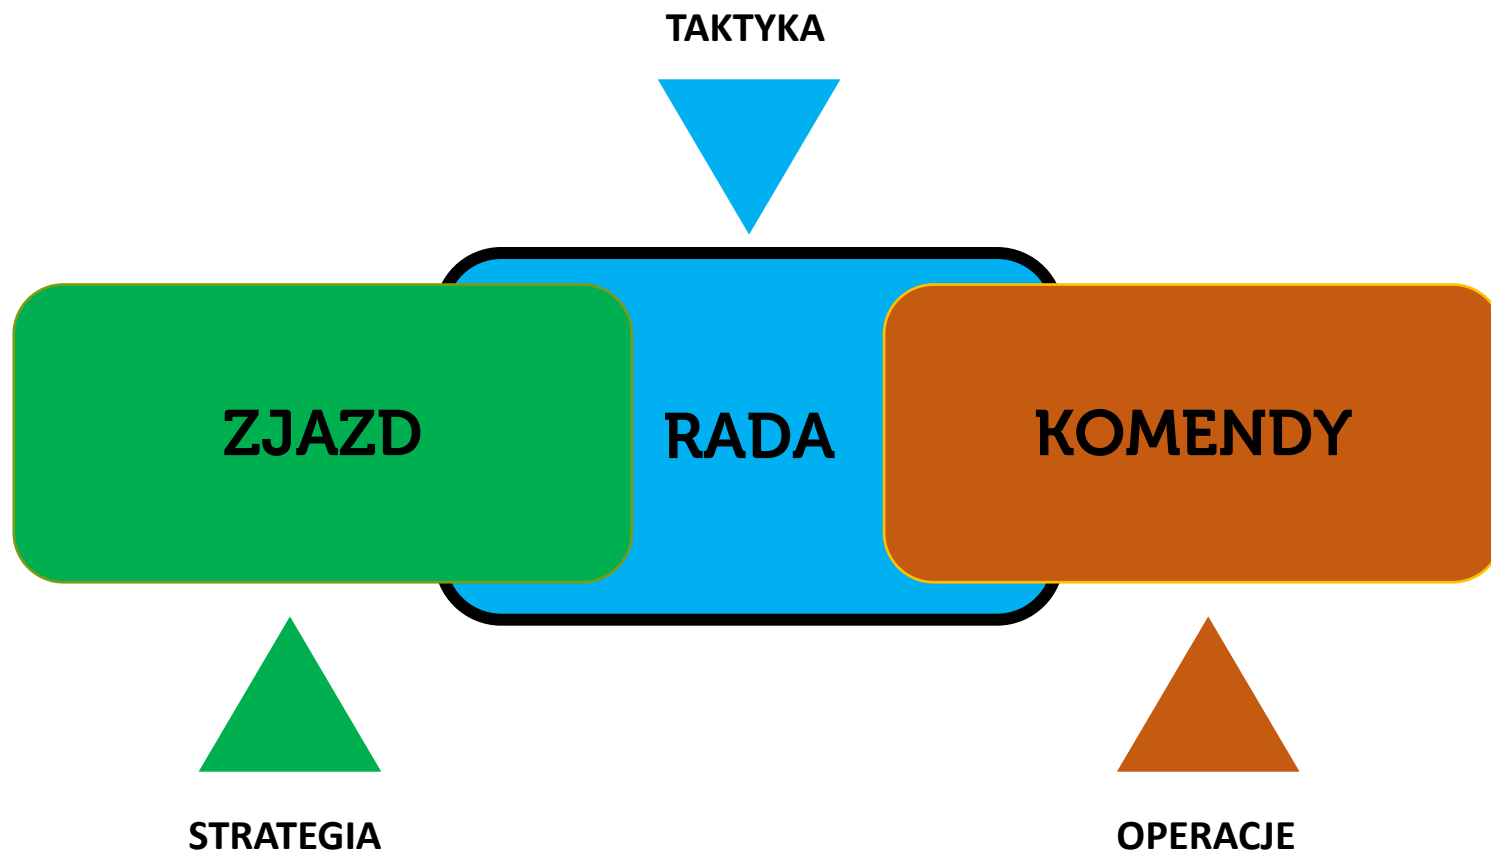 TAKTYKA
ZJAZD
RADA
KOMENDY
STRATEGIA
OPERACJE